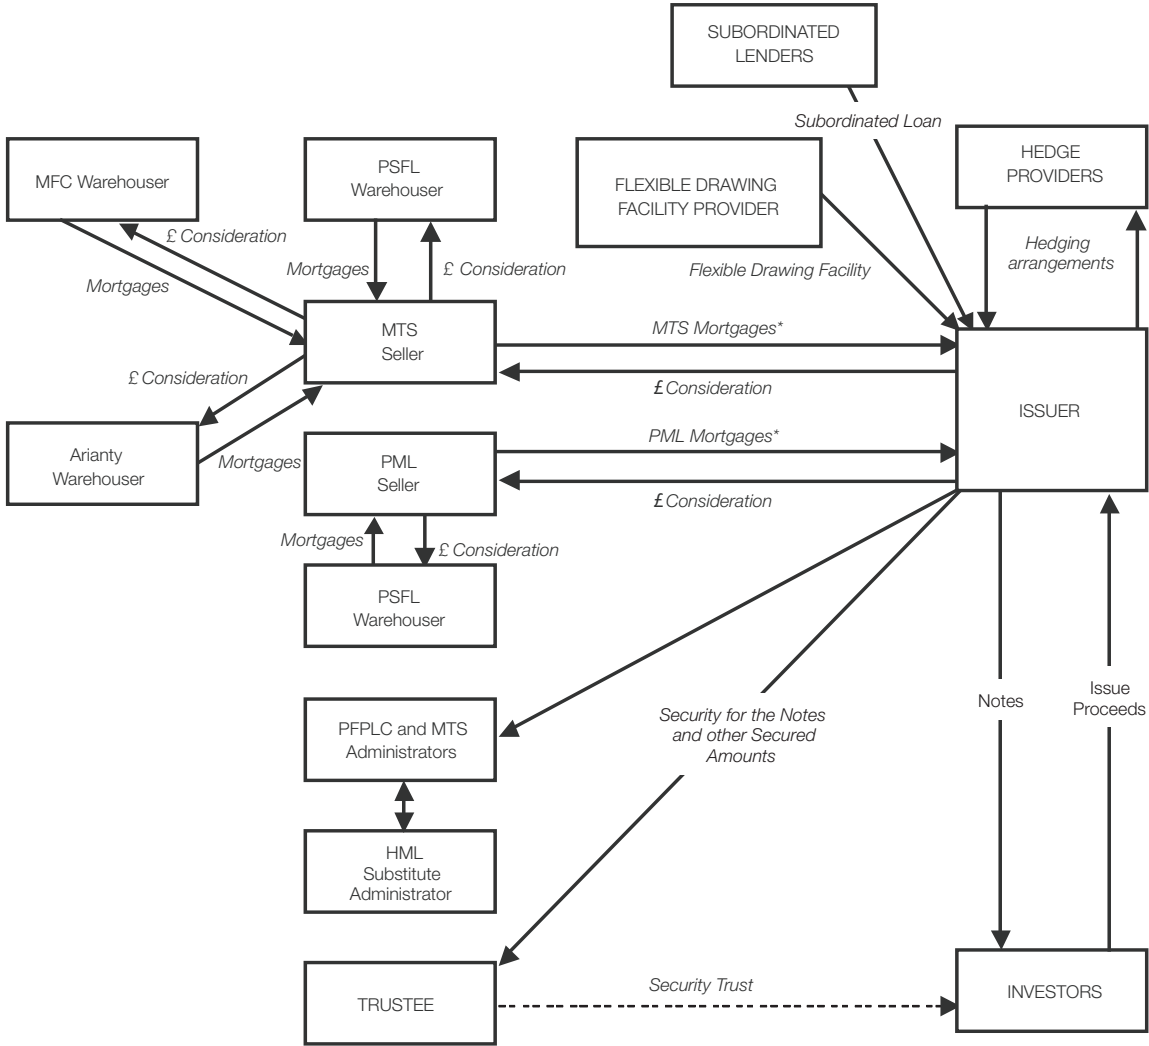 SUBORDINATED
LENDERS
Subordinated Loan
MFC Warehouser
PSFL
Warehouser
FLEXIBLE DRAWING
FACILITY PROVIDER
HEDGE
PROVIDERS
£ Consideration
Mortgages
Mortgages
£ Consideration
Flexible Drawing Facility
Hedging
arrangements
MTS
Seller
MTS Mortgages*
£ Consideration
£ Consideration
ISSUER
Arianty
Warehouser
Mortgages
PML
Seller
PML Mortgages*
£ Consideration
Mortgages
£ Consideration
PSFL
Warehouser
PFPLC and MTS
Administrators
Security for the Notes
and other Secured
Amounts
Notes
Issue
Proceeds
HML
Substitute
Administrator
TRUSTEE
Security Trust
INVESTORS